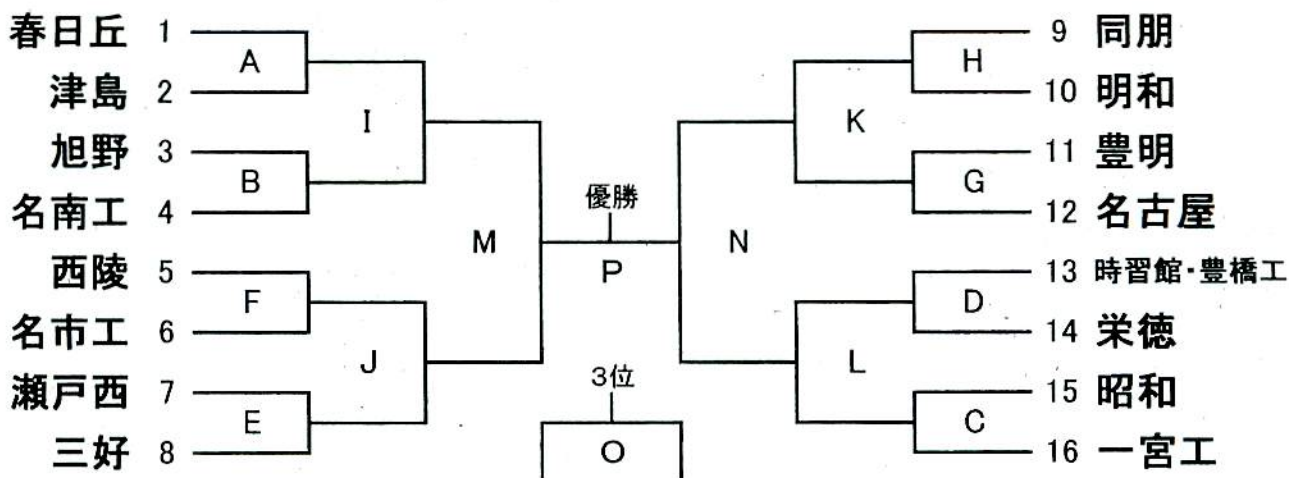 春日丘 1
A
津島 2
I
旭野 3
B
名南工 4
M
西陵 5
F
名市工 6
J
瀬戸西 7
E
三好 8
優勝
P
3位
O
9 同朋
H
10 明和
K
11 豊明
G
12 名古屋
N
13 時習館・豊橋工
D
14 栄徳
L
15 昭和
C
16 一宮工